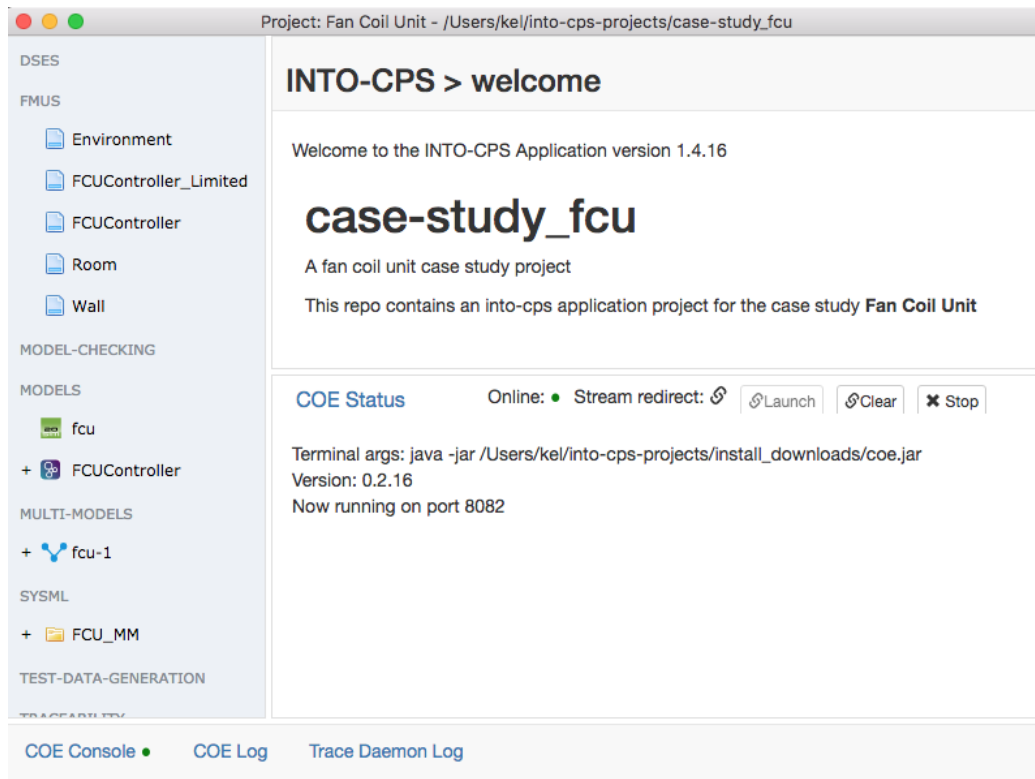 Project: Fan Coil Unit - /Users/kel/into-cps-projects/case-study_fcu
DSES
FMUS
Environment
FCUController_Limited
FCUController
Room
Wall
MODEL-CHECKING
MODELS
fcu
+ FCUController
MULTI-MODELS
+ fcu-1
SYSML
+ FCU_MM
TEST-DATA-GENERATION
TRACEABILITY
INTO-CPS > welcome
Welcome to the INTO-CPS Application version 1.4.16
case-study_fcu
A fan coil unit case study project
This repo contains an into-cps application project for the case study Fan Coil Unit
COE Status Online: Stream redirect: Launch Clear Stop
Terminal args: java -jar /Users/kel/into-cps-projects/install_downloads/coe.jar
Version: 0.2.16
Now running on port 8082
COE Console COE Log Trace Daemon Log